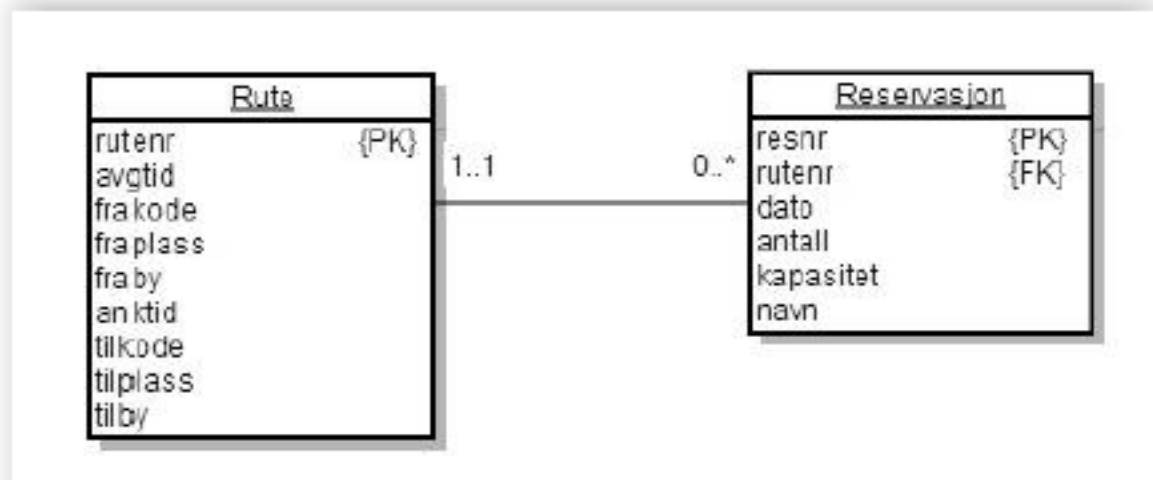 Rute
rutenr {PK}
avgtid
frakode
fraplass
fraby
anktid
tilkode
tilplass
tilby
1..1
0..*
Reservasjon
resnr {PK}
rutenr {FK}
dato
antall
kapasitet
navn